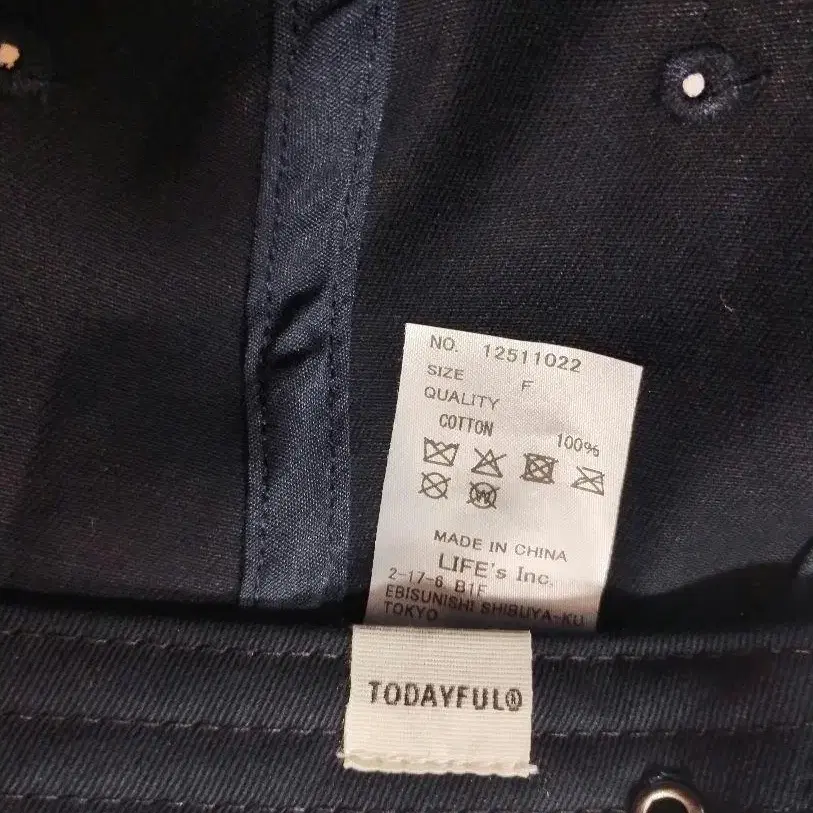 NO. 12511022
SIZE F
QUALITY
COTTON 100%
MADE IN CHINA
LIFE's Inc.
2-17-6 B1F
EBISUNISHI SHIBUYA-KU
TOKYO
TODAYFUL®